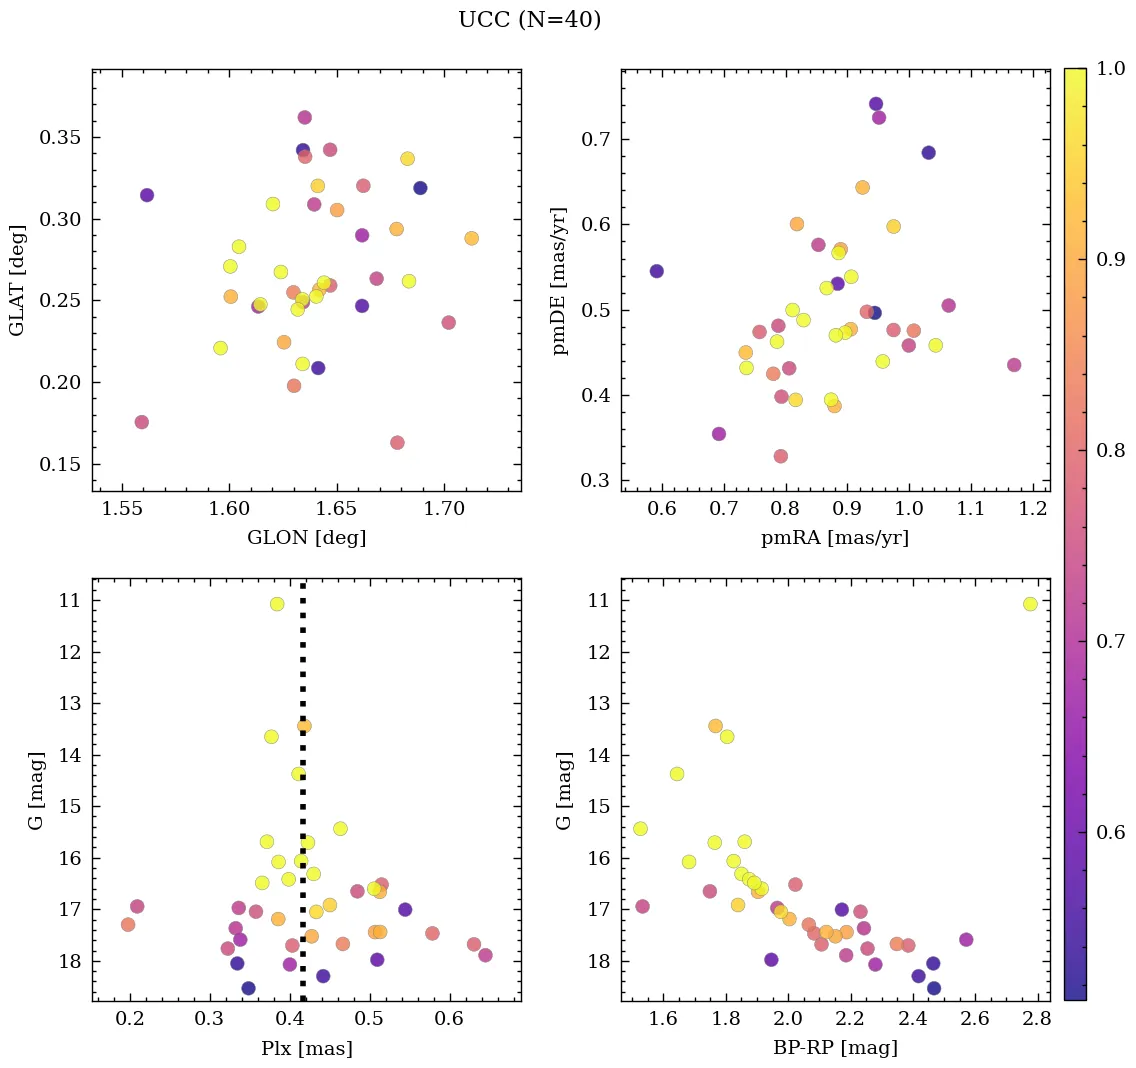 UCC (N=40)
0.35
0.30
0.25
0.20
0.15
GLAT [deg]
1.55 1.60 1.65 1.70
GLON [deg]
0.7
0.6
0.5
0.4
0.3
pmDE [mas/yr]
0.6 0.7 0.8 0.9 1.0 1.1 1.2
pmRA [mas/yr]
1.0
0.9
0.8
0.7
0.6
11
12
13
14
15
16
17
18
G [mag]
0.2 0.3 0.4 0.5 0.6
Plx [mas]
11
12
13
14
15
16
17
18
G [mag]
1.6 1.8 2.0 2.2 2.4 2.6 2.8
BP-RP [mag]